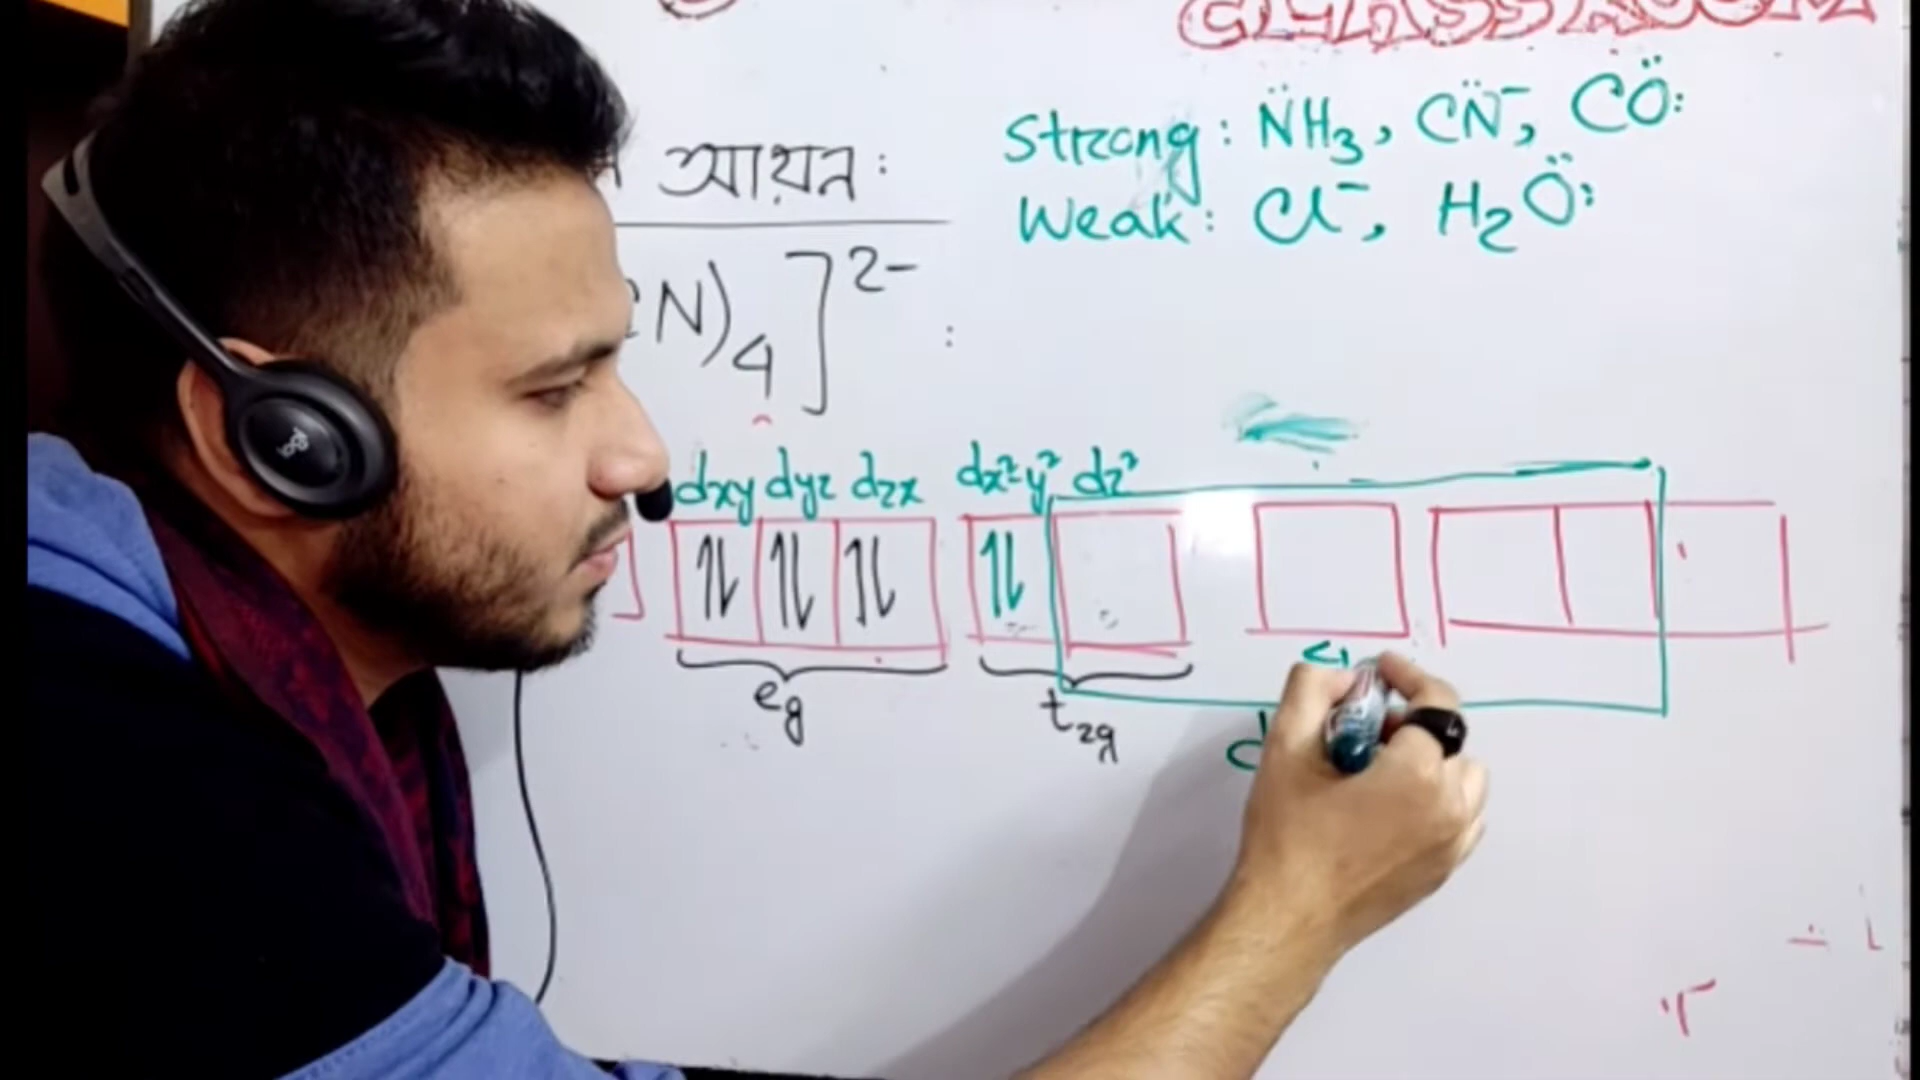 CLASSROOM
আয়ন:
Strong: NH₃, CN⁻, CO:
Weak: Cl⁻, H₂O:
N)₄]²⁻ :
dxy dyz dzx dx²-y² dz²
⥮ ⥮ ⥮ ⥮
eg t₂g
d
logi